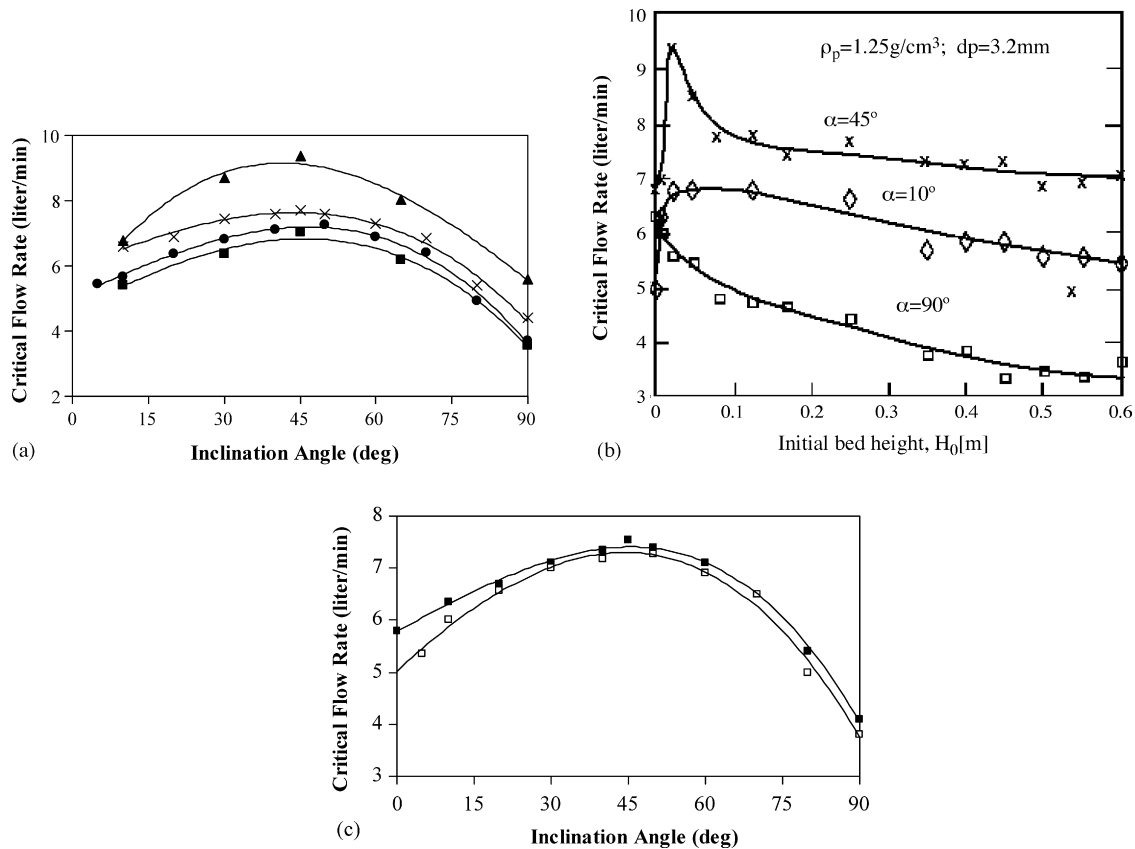 10
8
6
4
2
Critical Flow Rate (liter/min)
0 15 30 45 60 75 90
(a)
Inclination Angle (deg)
10
9
8
7
6
5
4
3
Critical Flow Rate (liter/min)
ρp=1.25g/cm³; dp=3.2mm
α=45º
α=10º
α=90º
0 0.1 0.2 0.3 0.4 0.5 0.6
(b)
Initial bed height, H₀[m]
8
7
6
5
4
3
Critical Flow Rate (liter/min)
0 15 30 45 60 75 90
(c)
Inclination Angle (deg)